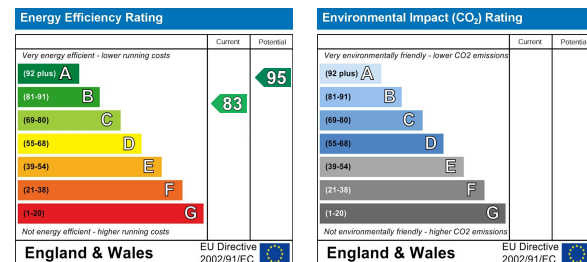 Energy Efficiency Rating
Current Potential
Very energy efficient - lower running costs
(92 plus) A
(81-91) B
(69-80) C
(55-68) D
(39-54) E
(21-38) F
(1-20) G
83
95
Not energy efficient - higher running costs
England & Wales
EU Directive
2002/91/EC
Environmental Impact (CO₂) Rating
Current Potential
Very environmentally friendly - lower CO2 emissions
(92 plus) A
(81-91) B
(69-80) C
(55-68) D
(39-54) E
(21-38) F
(1-20) G
Not environmentally friendly - higher CO2 emissions
England & Wales
EU Directive
2002/91/EC